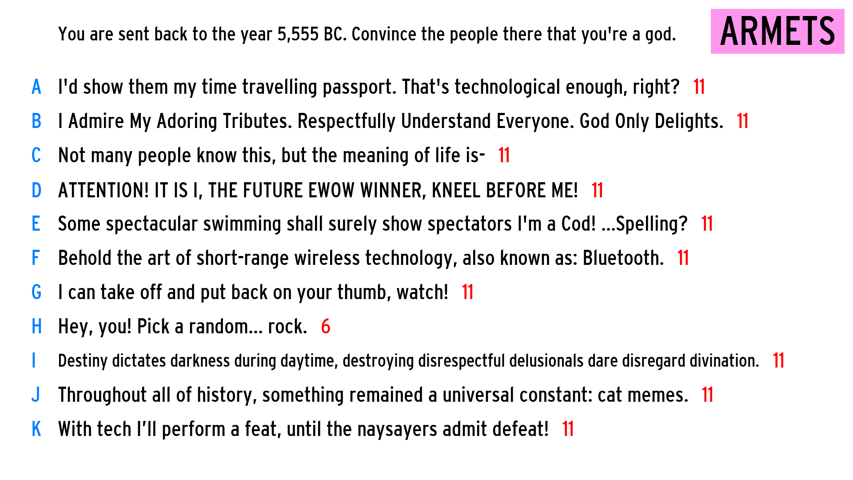 You are sent back to the year 5,555 BC. Convince the people there that you're a god. ARMETS
A I'd show them my time travelling passport. That's technological enough, right? 11
B I Admire My Adoring Tributes. Respectfully Understand Everyone. God Only Delights. 11
C Not many people know this, but the meaning of life is- 11
D ATTENTION! IT IS I, THE FUTURE EWOW WINNER, KNEEL BEFORE ME! 11
E Some spectacular swimming shall surely show spectators I'm a Cod! ...Spelling? 11
F Behold the art of short-range wireless technology, also known as: Bluetooth. 11
G I can take off and put back on your thumb, watch! 11
H Hey, you! Pick a random... rock. 6
I Destiny dictates darkness during daytime, destroying disrespectful delusionals dare disregard divination. 11
J Throughout all of history, something remained a universal constant: cat memes. 11
K With tech I’ll perform a feat, until the naysayers admit defeat! 11